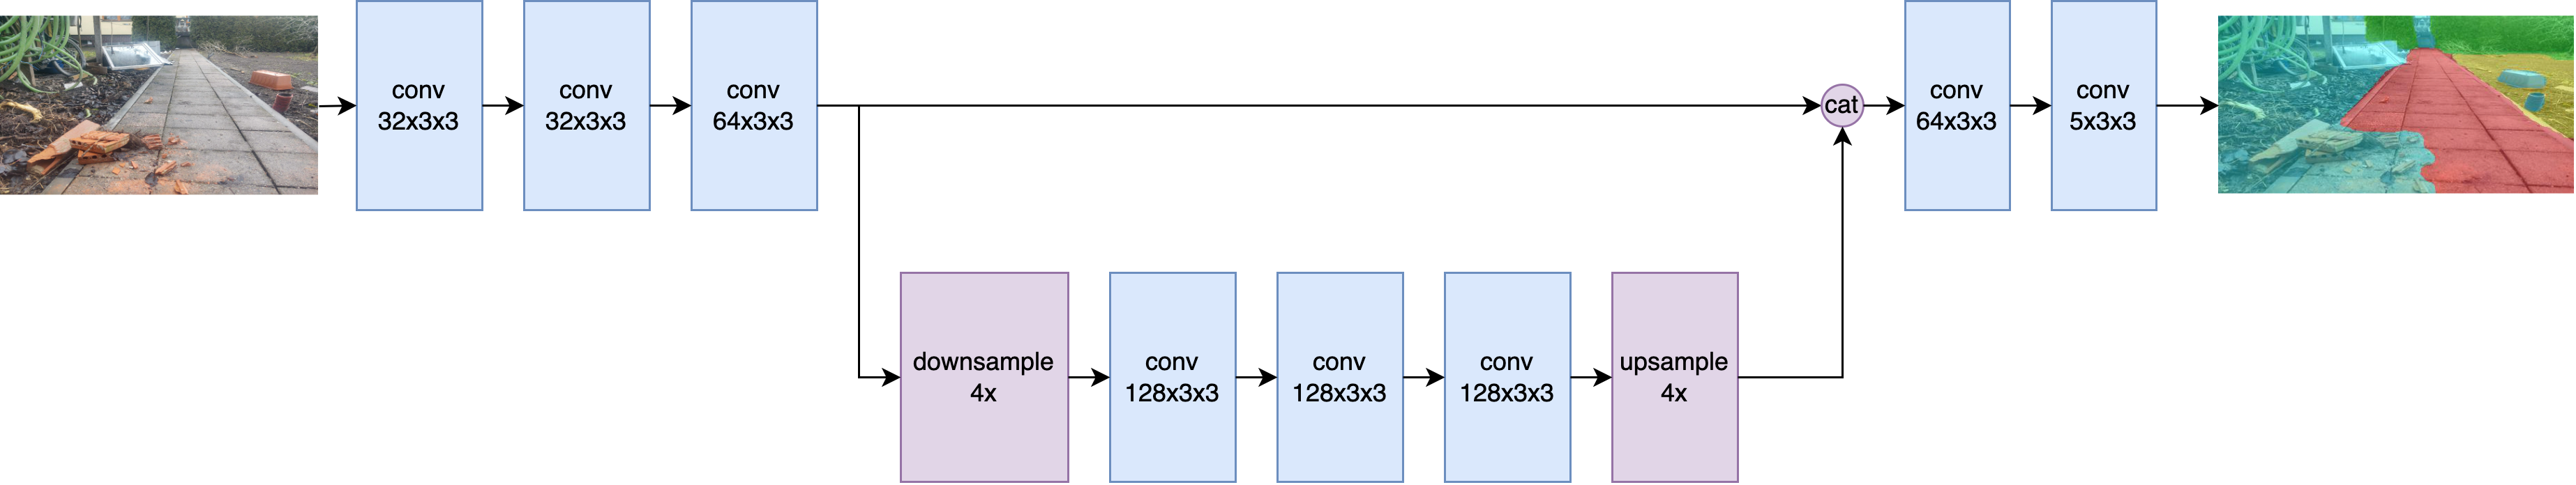 conv
32x3x3
conv
32x3x3
conv
64x3x3
cat
conv
64x3x3
conv
5x3x3
downsample
4x
conv
128x3x3
conv
128x3x3
conv
128x3x3
upsample
4x